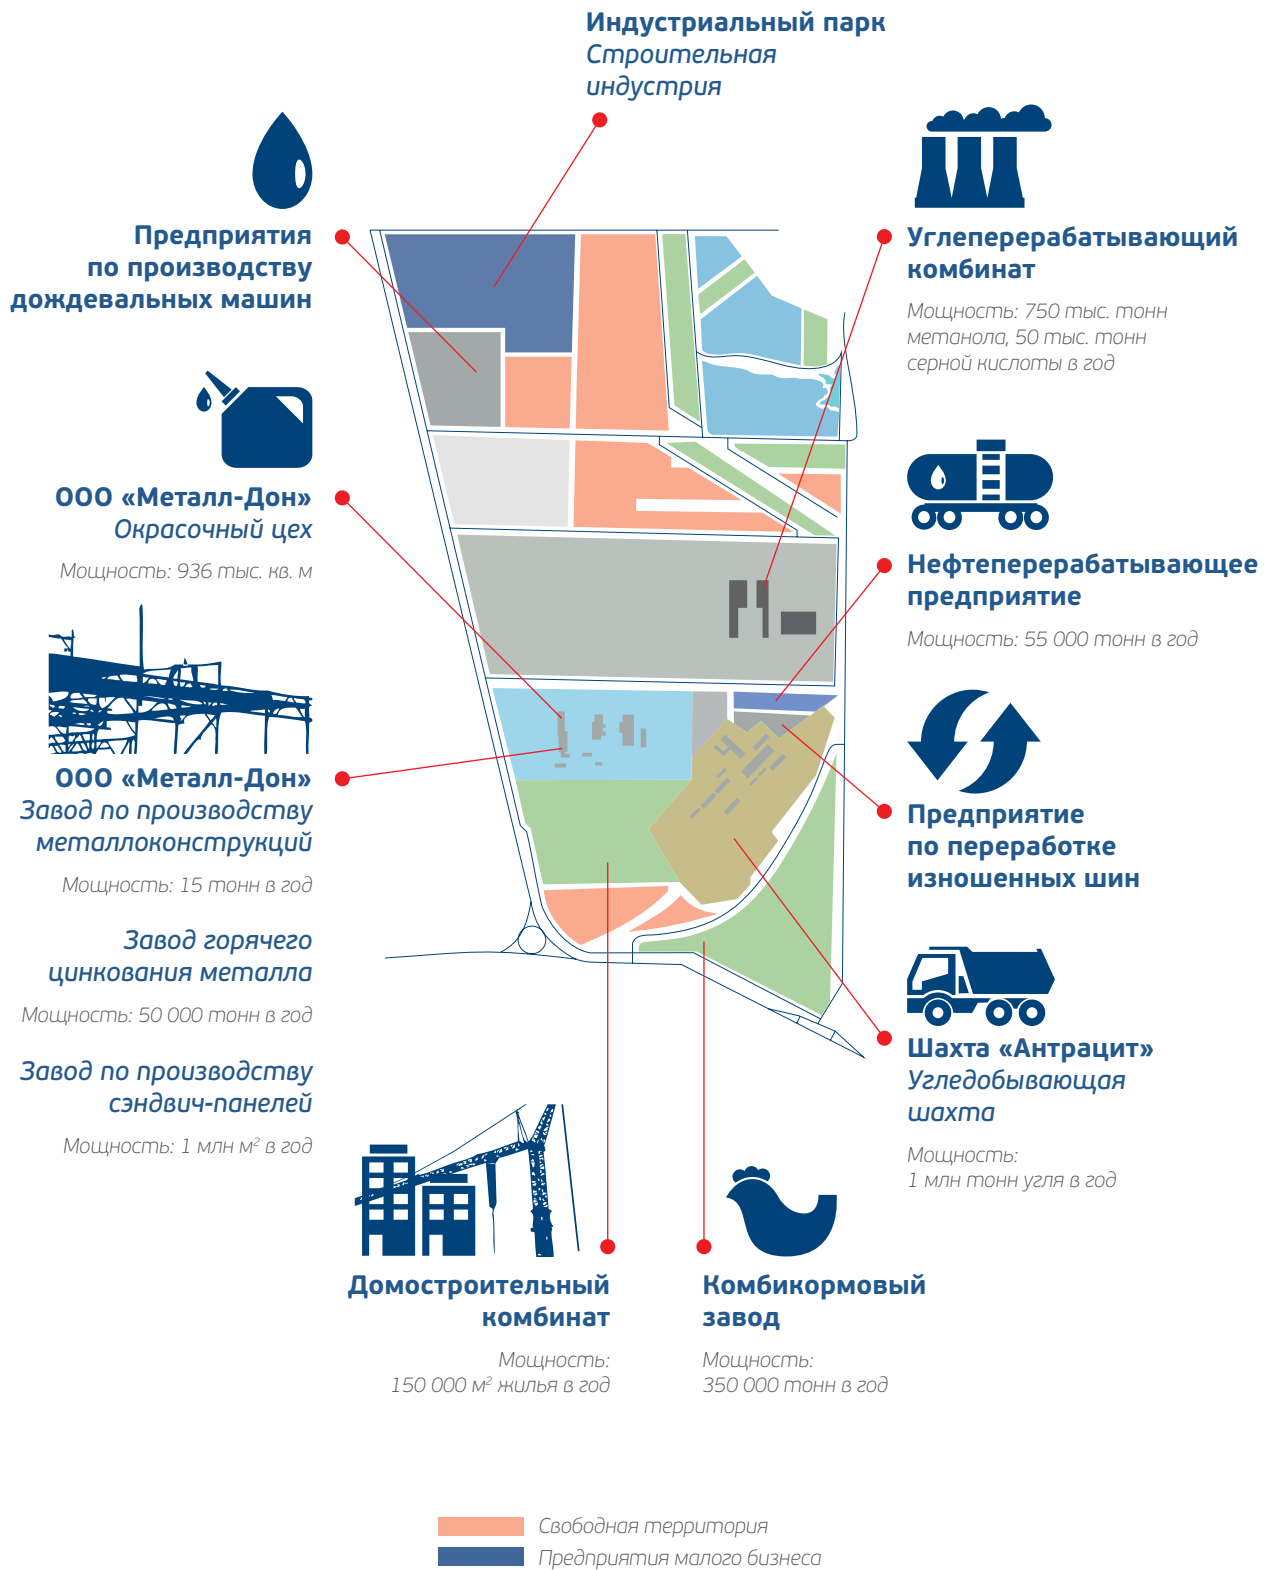 Индустриальный парк
Строительная
индустрия
Предприятия
по производству
дождевальных машин
ООО «Металл-Дон»
Окрасочный цех
Мощность: 936 тыс. кв. м
ООО «Металл-Дон»
Завод по производству
металлоконструкций
Мощность: 15 тонн в год
Завод горячего
цинкования металла
Мощность: 50 000 тонн в год
Завод по производству
сэндвич-панелей
Мощность: 1 млн м² в год
Углеперерабатывающий
комбинат
Мощность: 750 тыс. тонн
метанола, 50 тыс. тонн
серной кислоты в год
Нефтеперерабатывающее
предприятие
Мощность: 55 000 тонн в год
Предприятие
по переработке
изношенных шин
Шахта «Антрацит»
Угледобывающая
шахта
Мощность:
1 млн тонн угля в год
Домостроительный
комбинат
Мощность:
150 000 м² жилья в год
Комбикормовый
завод
Мощность:
350 000 тонн в год
Свободная территория
Предприятия малого бизнеса